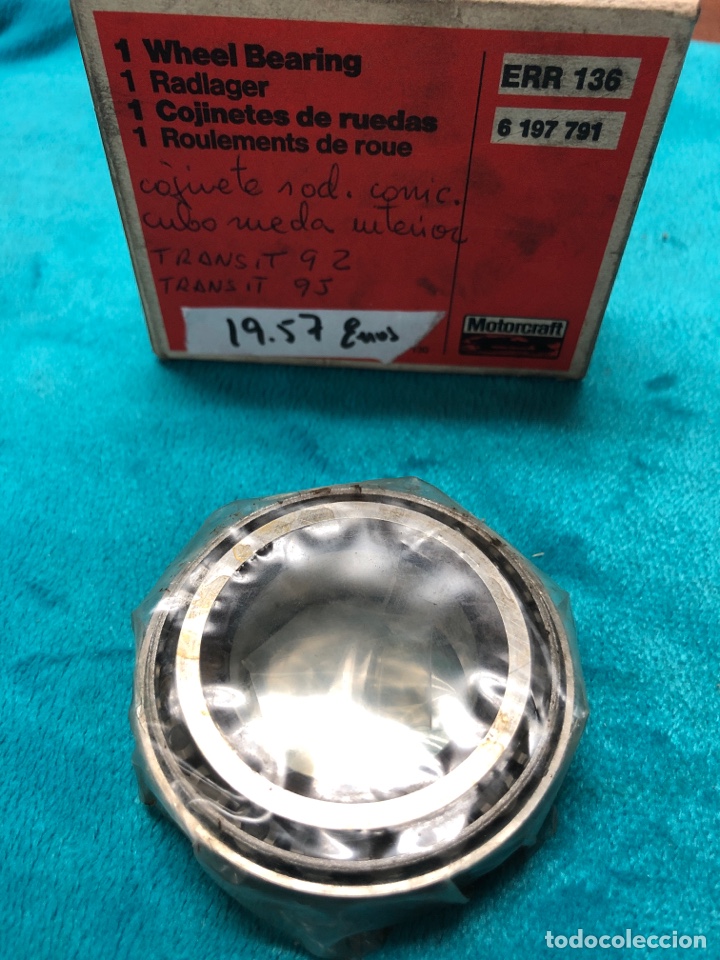 1 Wheel Bearing
1 Radlager
1 Cojinetes de ruedas
1 Roulements de roue
ERR 136
6 197 791
cojinete rod. conic.
cubo rueda interior
TRANSIT 92
TRANSIT 95
19.57 Euros
Motorcraft
todocoleccion